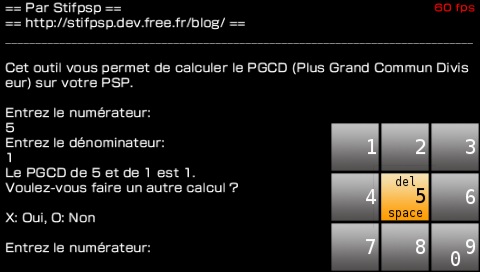 == Par Stifpsp ==
60 fps
== http://stifpsp.dev.free.fr/blog/ ==
Cet outil vous permet de calculer le PGCD (Plus Grand Commun Divis
eur) sur votre PSP.
Entrez le numérateur:
5
Entrez le dénominateur:
1
Le PGCD de 5 et de 1 est 1.
Voulez-vous faire un autre calcul ?
X: Oui, O: Non
Entrez le numérateur:
1 2 3
del
4 5 6
space
7 8 9
0